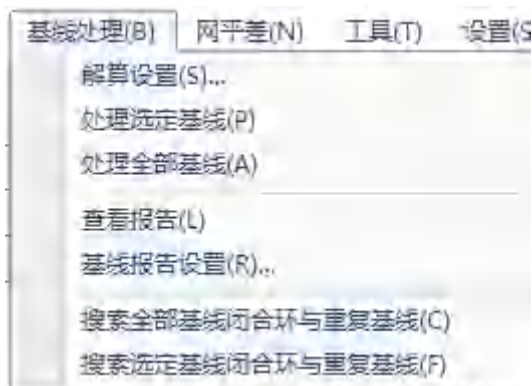 基线处理(B) 网平差(N) 工具(T) 设置(S
解算设置(S)...
处理选定基线(P)
处理全部基线(A)
查看报告(L)
基线报告设置(R)...
搜索全部基线闭合环与重复基线(C)
搜索选定基线闭合环与重复基线(F)